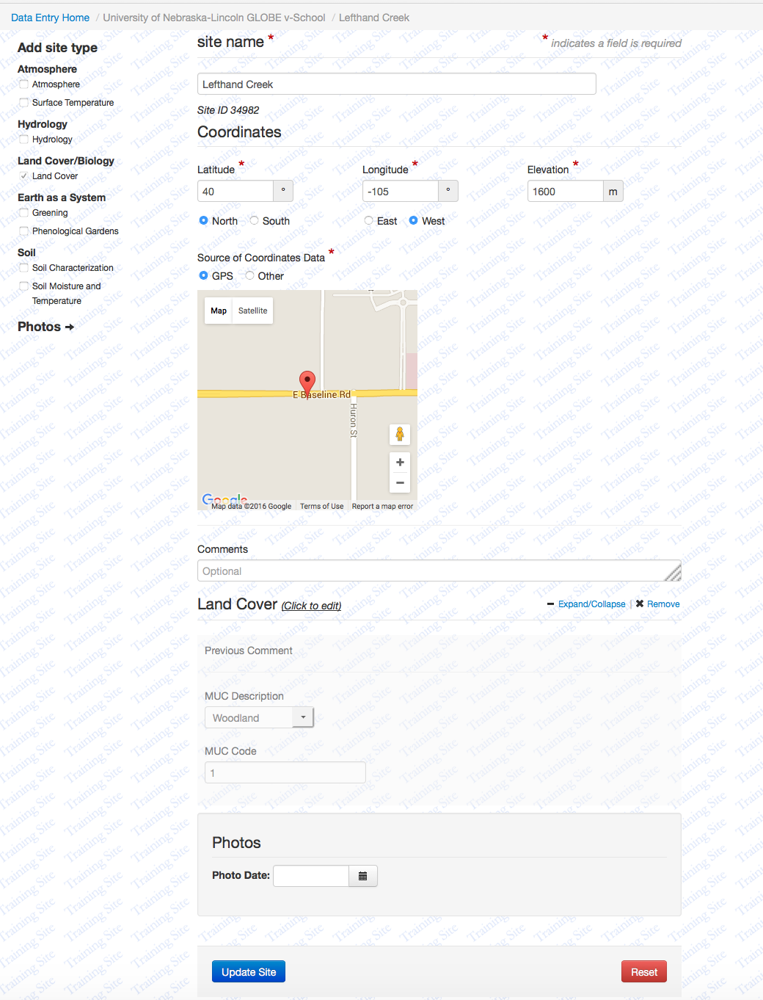 Data Entry Home / University of Nebraska-Lincoln GLOBE v-School / Lefthand Creek
Add site type
Atmosphere
Atmosphere
Surface Temperature
Hydrology
Hydrology
Land Cover/Biology
Land Cover
Earth as a System
Greening
Phenological Gardens
Soil
Soil Characterization
Soil Moisture and
Temperature
Photos
site name *
* indicates a field is required
Lefthand Creek
Site ID 34982
Coordinates
Latitude * Longitude * Elevation *
40 ° -105 ° 1600 m
North South East West
Source of Coordinates Data *
GPS Other
Map Satellite
E Baseline Rd
Huron St
+
−
Google
Map data ©2016 Google Terms of Use Report a map error
Comments
Optional
Land Cover (Click to edit) Expand/Collapse | Remove
Previous Comment
MUC Description
Woodland
MUC Code
1
Photos
Photo Date:
Update Site Reset
Training Site